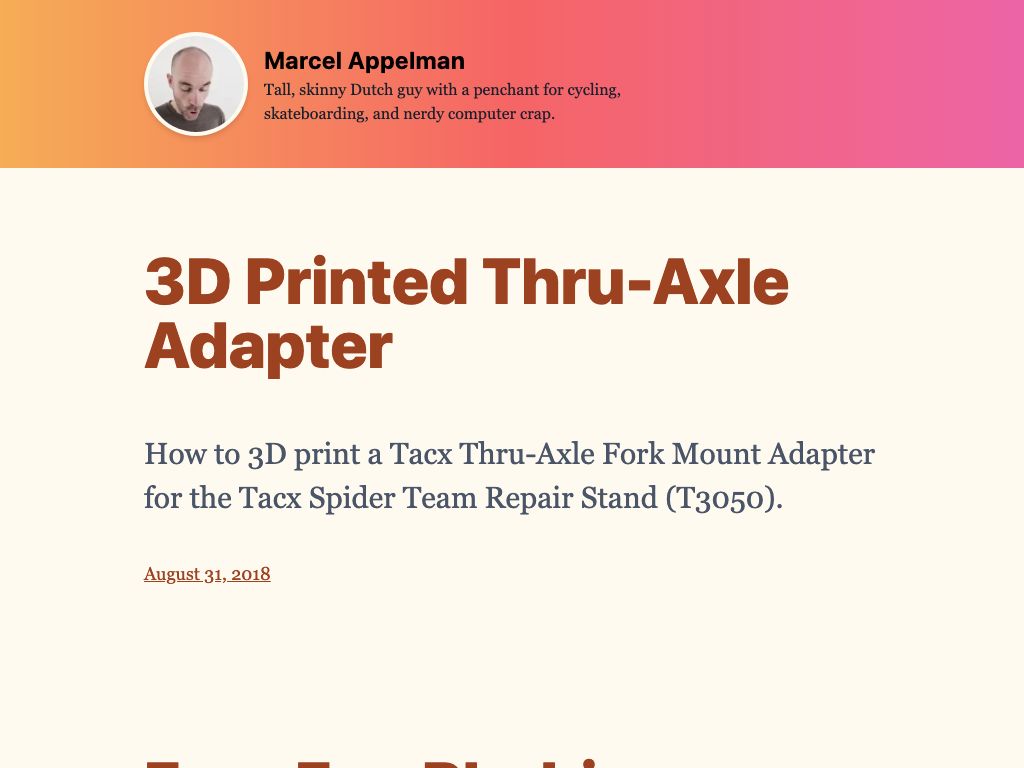 Marcel Appelman
Tall, skinny Dutch guy with a penchant for cycling,
skateboarding, and nerdy computer crap.
3D Printed Thru-Axle
Adapter
How to 3D print a Tacx Thru-Axle Fork Mount Adapter
for the Tacx Spider Team Repair Stand (T3050).
August 31, 2018